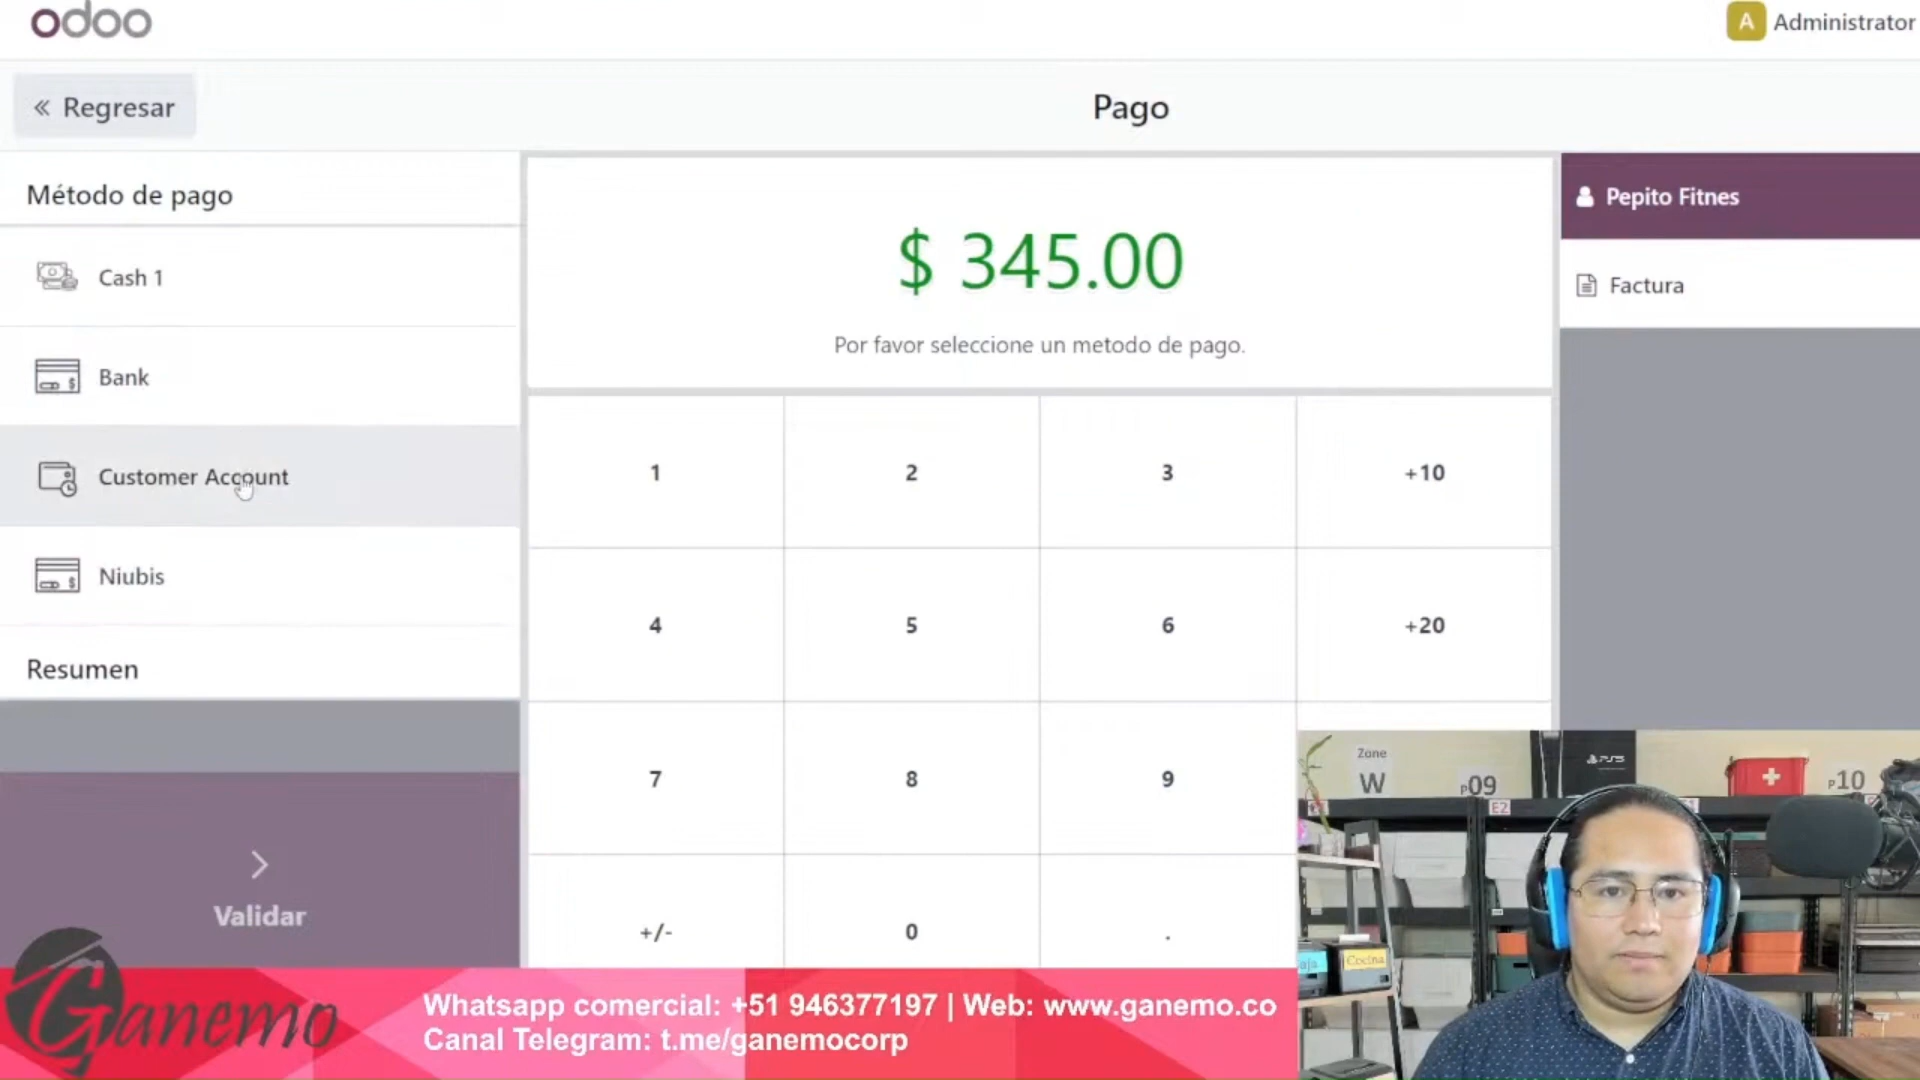 odoo
A Administrator
« Regresar
Pago
Método de pago
Cash 1
Bank
Customer Account
Niubis
Resumen
Validar
$ 345.00
Por favor seleccione un metodo de pago.
1 2 3 +10
4 5 6 +20
7 8 9
+/- 0 .
Pepito Fitnes
Factura
Zone
W
P09
PS5
P10
E2
Cocina
Ganemo
Whatsapp comercial: +51 946377197 | Web: www.ganemo.co
Canal Telegram: t.me/ganemocorp